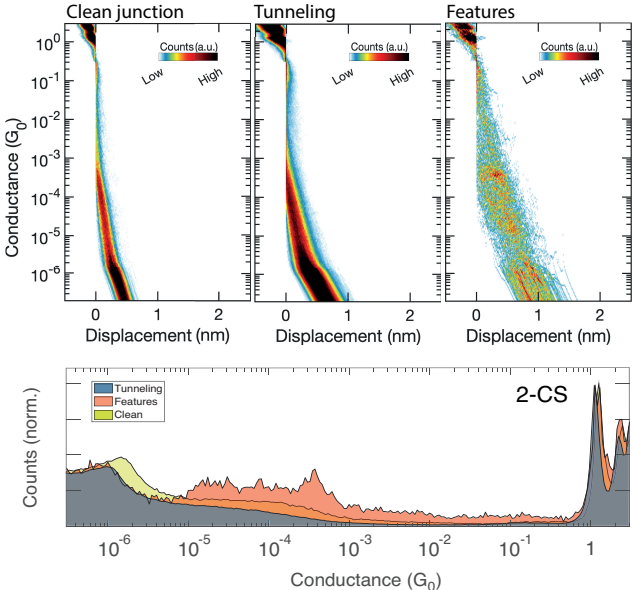 Clean junction
Tunneling
Features
Counts (a.u.)
Low
High
Counts (a.u.)
Low
High
Counts (a.u.)
Low
High
Conductance (G₀)
10⁰
10⁻¹
10⁻²
10⁻³
10⁻⁴
10⁻⁵
10⁻⁶
0 1 2
0 1 2
0 1 2
Displacement (nm)
Displacement (nm)
Displacement (nm)
Tunneling
Features
Clean
2-CS
Counts (norm.)
10⁻⁶ 10⁻⁵ 10⁻⁴ 10⁻³ 10⁻² 10⁻¹ 1
Conductance (G₀)